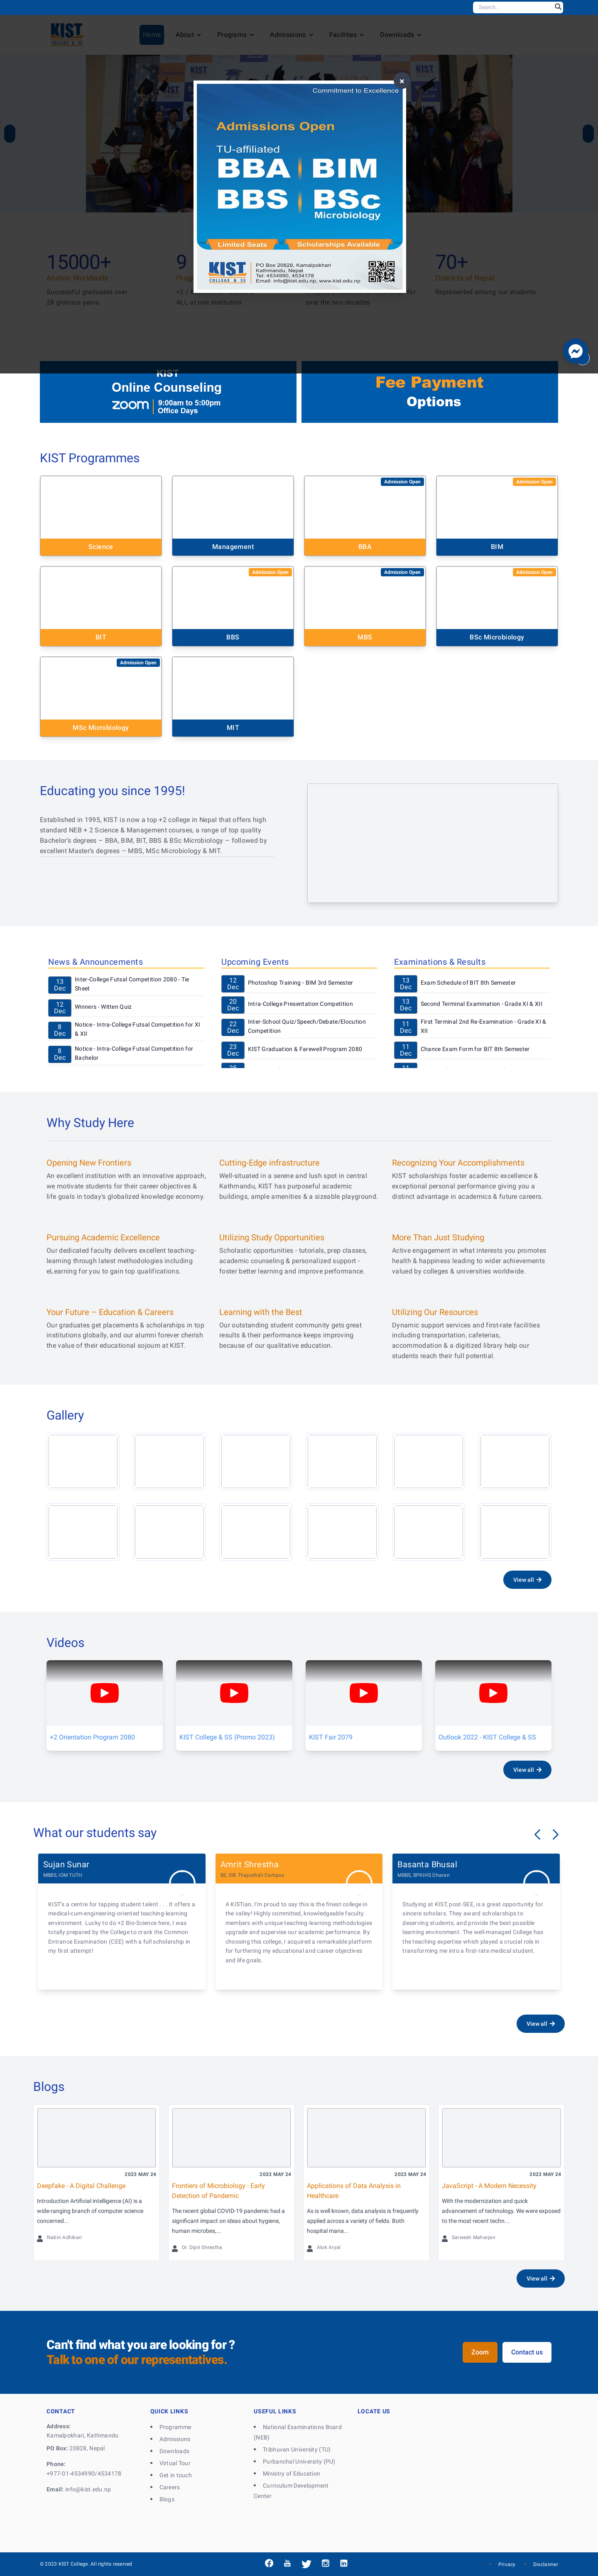 Search...
KIST
COLLEGE & SS
Home
About
Programs
Admissions
Facilities
Downloads
×
Commitment to Excellence
Admissions Open
TU-affiliated
BBA BIM
BBS BSc
Microbiology
Limited Seats
Scholarships Available
KIST
COLLEGE & SS
PO Box 20828, Kamalpokhari
Kathmandu, Nepal
Tel: 4534990, 4534178
Email: info@kist.edu.np, www.kist.edu.np
15000+
Alumni Worldwide
Successful graduates over
28 glorious years
9
ALL at one institution
for
over the two decades
70+
Districts of Nepal
Represented among our students
KIST
Online Counseling
zoom
9:00am to 5:00pm
Office Days
Fee Payment
Options
KIST Programmes
Science
Management
Admission Open
BBA
Admission Open
BIM
BIT
Admission Open
BBS
Admission Open
MBS
Admission Open
BSc Microbiology
Admission Open
MSc Microbiology
MIT
Educating you since 1995!
Established in 1995, KIST is now a top +2 college in Nepal that offers high
standard NEB + 2 Science & Management courses, a range of top quality
Bachelor's degrees – BBA, BIM, BIT, BBS & BSc Microbiology – followed by
excellent Master's degrees – MBS, MSc Microbiology & MIT.
News & Announcements
13
Dec
Inter-College Futsal Competition 2080 - Tie
Sheet
12
Dec
Winners - Witten Quiz
8
Dec
Notice - Intra-College Futsal Competition for XI
& XII
8
Dec
Notice - Intra-College Futsal Competition for
Bachelor
Upcoming Events
12
Dec
Photoshop Training - BIM 3rd Semester
20
Dec
Intra-College Presentation Competition
22
Dec
Inter-School Quiz/Speech/Debate/Elocution
Competition
23
Dec
KIST Graduation & Farewell Program 2080
Examinations & Results
13
Dec
Exam Schedule of BIT 8th Semester
13
Dec
Second Terminal Examination - Grade XI & XII
11
Dec
First Terminal 2nd Re-Examination - Grade XI &
XII
11
Dec
Chance Exam Form for BIT 8th Semester
Why Study Here
Opening New Frontiers
An excellent institution with an innovative approach,
we motivate students for their career objectives &
life goals in today's globalized knowledge economy.
Cutting-Edge infrastructure
Well-situated in a serene and lush spot in central
Kathmandu, KIST has purposeful academic
buildings, ample amenities & a sizeable playground.
Recognizing Your Accomplishments
KIST scholarships foster academic excellence &
exceptional personal performance giving you a
distinct advantage in academics & future careers.
Pursuing Academic Excellence
Our dedicated faculty delivers excellent teaching-
learning through latest methodologies including
eLearning for you to gain top qualifications.
Utilizing Study Opportunities
Scholastic opportunities - tutorials, prep classes,
academic counseling & personalized support -
foster better learning and improve performance.
More Than Just Studying
Active engagement in what interests you promotes
health & happiness leading to wider achievements
valued by colleges & universities worldwide.
Your Future – Education & Careers
Our graduates get placements & scholarships in top
institutions globally, and our alumni forever cherish
the value of their educational sojourn at KIST.
Learning with the Best
Our outstanding student community gets great
results & their performance keeps improving
because of our qualitative education.
Utilizing Our Resources
Dynamic support services and first-rate facilities
including transportation, cafeterias,
accommodation & a digitized library help our
students reach their full potential.
Gallery
View all
Videos
+2 Orientation Program 2080
KIST College & SS (Promo 2023)
KIST Fair 2079
Outlook 2022 - KIST College & SS
View all
What our students say
Sujan Sunar
MBBS, IOM TUTH
KIST's a centre for tapping student talent . . . . It offers a
medical-cum-engineering-oriented teaching-learning
environment. Lucky to do +2 Bio-Science here, I was
totally prepared by the College to crack the Common
Entrance Examination (CEE) with a full scholarship in
my first attempt!
Amrit Shrestha
BE, IOE Thapathali Campus
A KISTian, I'm proud to say this is the finest college in
the valley! Highly committed, knowledgeable faculty
members with unique teaching-learning methodologies
upgrade and supervise our academic performance. By
choosing this college, I acquired a remarkable platform
for furthering my educational and career objectives
and life goals.
Basanta Bhusal
MBBS, BPKIHS Dharan
Studying at KIST, post-SEE, is a great opportunity for
sincere scholars. They award scholarships to
deserving students, and provide the best possible
learning environment. The well-managed College has
the teaching expertise which played a crucial role in
transforming me into a first-rate medical student.
View all
Blogs
2023 MAY 24
Deepfake - A Digital Challenge
Introduction Artificial intelligence (AI) is a
wide-ranging branch of computer science
concerned...
Nabin Adhikari
2023 MAY 24
Frontiers of Microbiology - Early
Detection of Pandemic
The recent global COVID-19 pandemic had a
significant impact on ideas about hygiene,
human microbes,...
Dr. Dipti Shrestha
2023 MAY 24
Applications of Data Analysis in
Healthcare
As is well known, data analysis is frequently
applied across a variety of fields. Both
hospital mana...
Alok Aryal
2023 MAY 24
JavaScript - A Modern Necessity
With the modernization and quick
advancement of technology. We were exposed
to the most recent techn...
Sarwesh Maharjan
View all
Can't find what you are looking for ?
Talk to one of our representatives.
Zoom
Contact us
CONTACT
Address:
Kamalpokhari, Kathmandu
PO Box: 20828, Nepal
Phone:
+977-01-4534990/4534178
Email: info@kist.edu.np
QUICK LINKS
Programme
Admissions
Downloads
Virtual Tour
Get in touch
Careers
Blogs
USEFUL LINKS
National Examinations Board
(NEB)
Tribhuvan University (TU)
Purbanchal University (PU)
Ministry of Education
Curriculum Development
Center
LOCATE US
© 2023 KIST College. All rights reserved
Privacy
Disclaimer